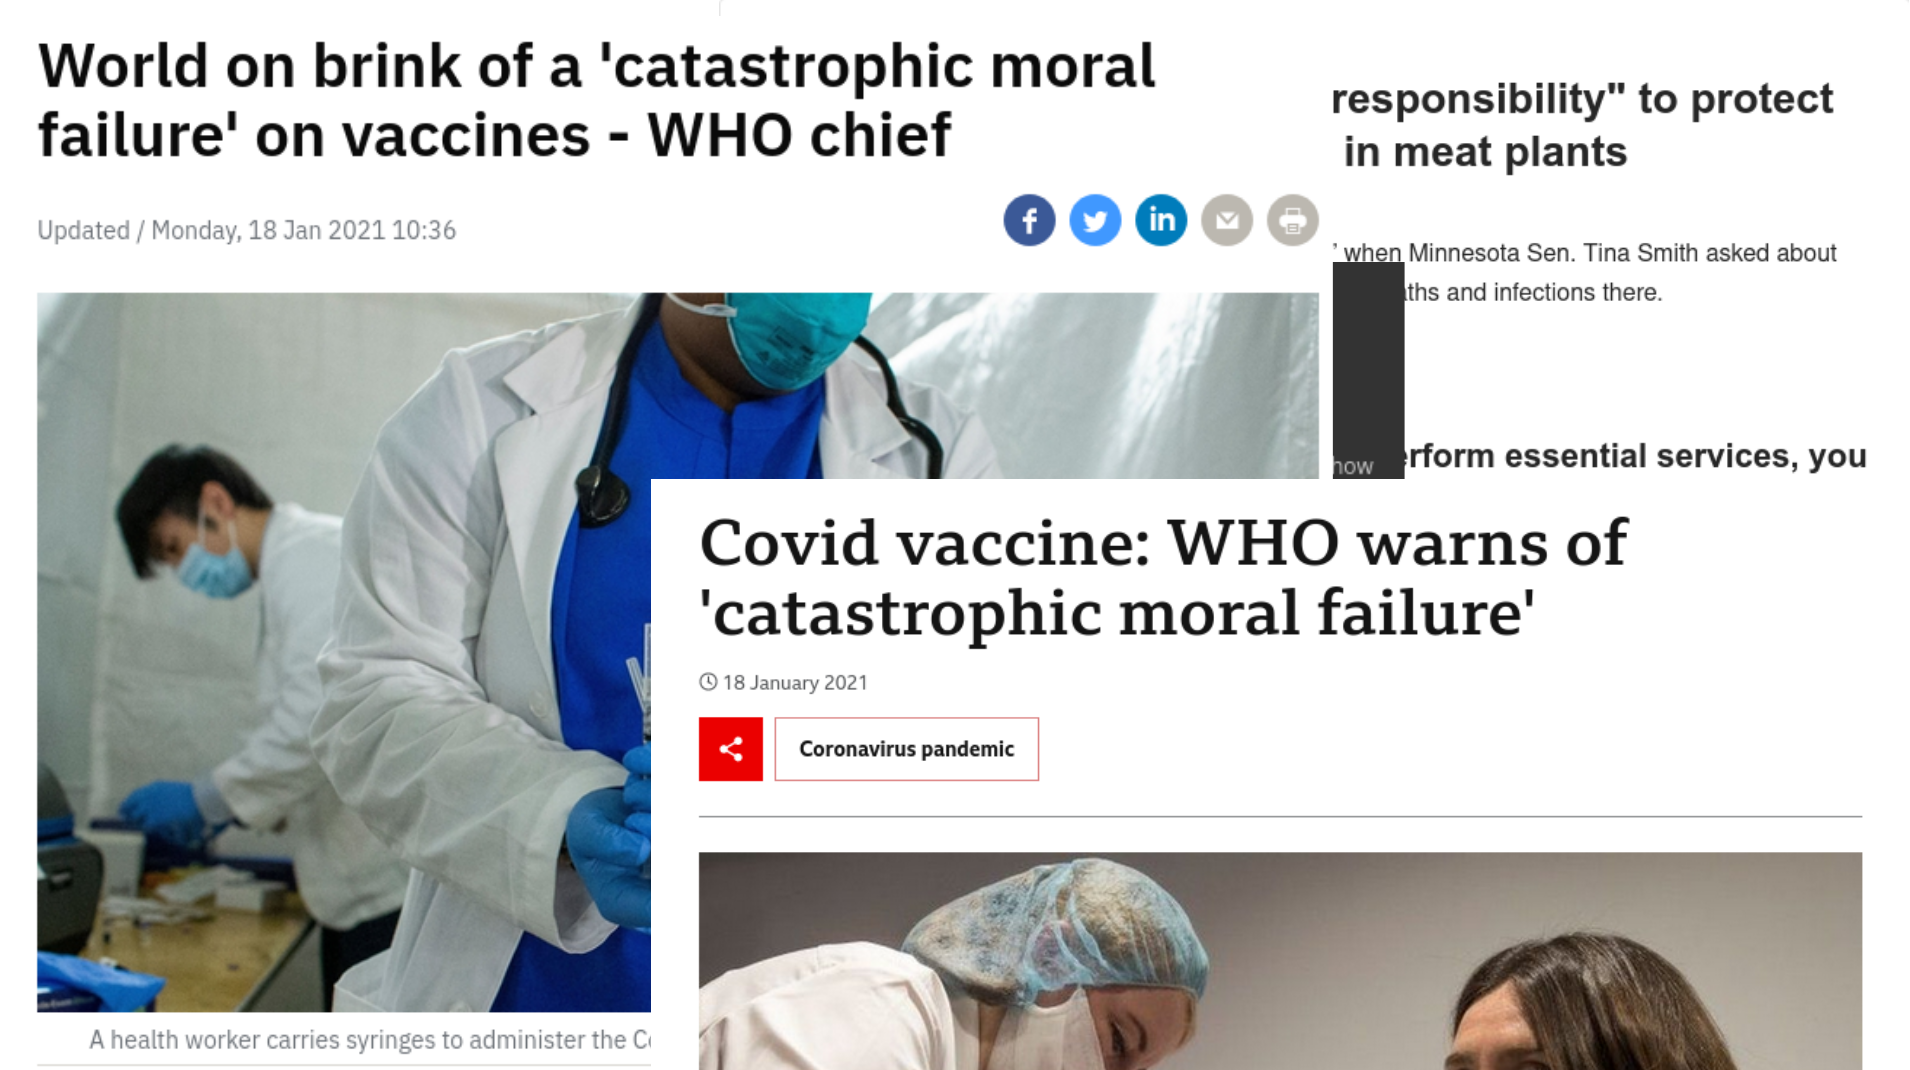 World on brink of a 'catastrophic moral
failure' on vaccines - WHO chief
Updated / Monday, 18 Jan 2021 10:36
responsibility" to protect
in meat plants
' when Minnesota Sen. Tina Smith asked about
and infections there.
essential services, you
Covid vaccine: WHO warns of
'catastrophic moral failure'
18 January 2021
Coronavirus pandemic
A health worker carries syringes to administer the